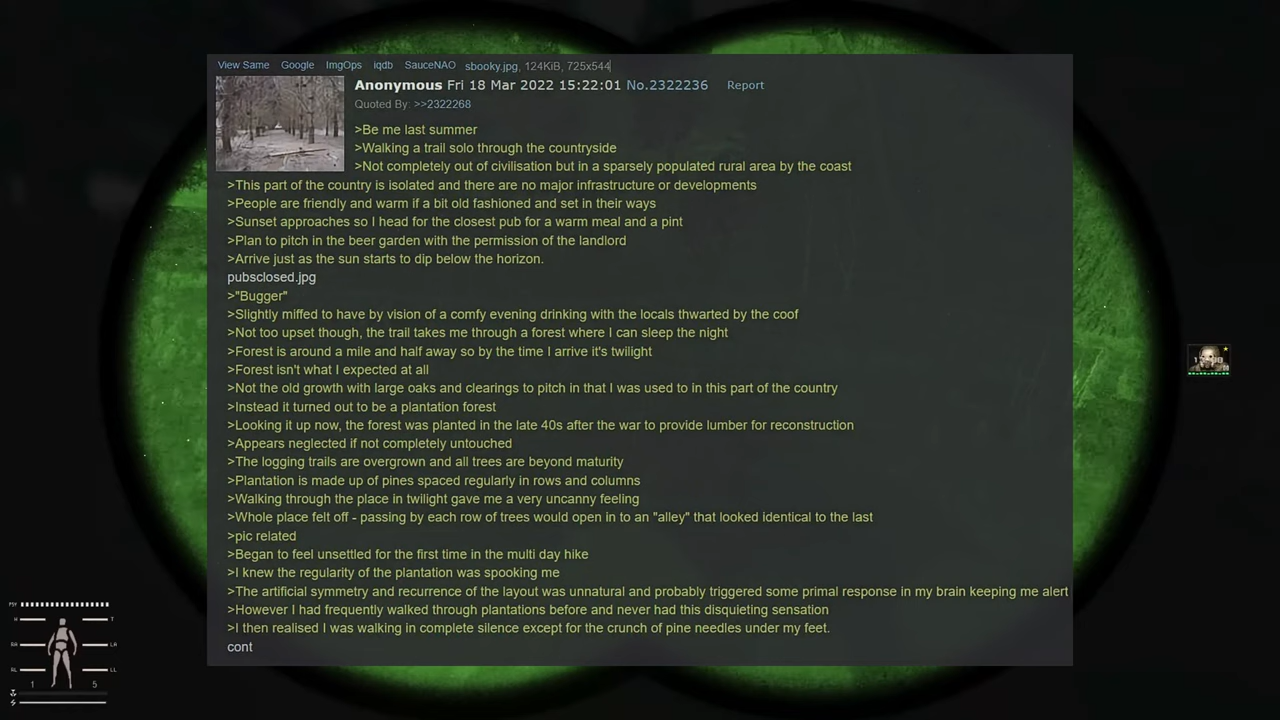 View Same Google ImgOps iqdb SauceNAO sbooky.jpg, 124KiB, 725x544
Anonymous Fri 18 Mar 2022 15:22:01 No.2322236 Report
Quoted By: >>2322268
>Be me last summer
>Walking a trail solo through the countryside
>Not completely out of civilisation but in a sparsely populated rural area by the coast
>This part of the country is isolated and there are no major infrastructure or developments
>People are friendly and warm if a bit old fashioned and set in their ways
>Sunset approaches so I head for the closest pub for a warm meal and a pint
>Plan to pitch in the beer garden with the permission of the landlord
>Arrive just as the sun starts to dip below the horizon.
pubsclosed.jpg
>"Bugger"
>Slightly miffed to have by vision of a comfy evening drinking with the locals thwarted by the coof
>Not too upset though, the trail takes me through a forest where I can sleep the night
>Forest is around a mile and half away so by the time I arrive it's twilight
>Forest isn't what I expected at all
>Not the old growth with large oaks and clearings to pitch in that I was used to in this part of the country
>Instead it turned out to be a plantation forest
>Looking it up now, the forest was planted in the late 40s after the war to provide lumber for reconstruction
>Appears neglected if not completely untouched
>The logging trails are overgrown and all trees are beyond maturity
>Plantation is made up of pines spaced regularly in rows and columns
>Walking through the place in twilight gave me a very uncanny feeling
>Whole place felt off - passing by each row of trees would open in to an "alley" that looked identical to the last
>pic related
>Began to feel unsettled for the first time in the multi day hike
>I knew the regularity of the plantation was spooking me
>The artificial symmetry and recurrence of the layout was unnatural and probably triggered some primal response in my brain keeping me alert
>However I had frequently walked through plantations before and never had this disquieting sensation
>I then realised I was walking in complete silence except for the crunch of pine needles under my feet.
cont
PSY
H T
RA LA
RL LL
1 5